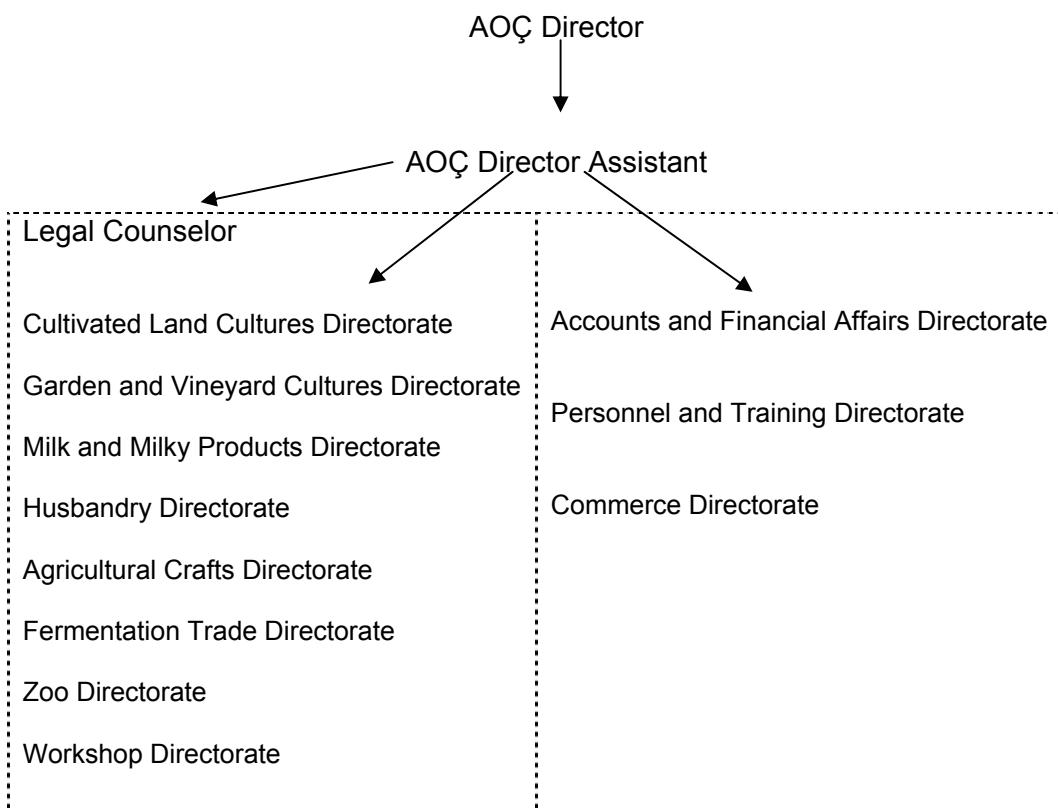 AOÇ Director
AOÇ Director Assistant
Legal Counselor
Cultivated Land Cultures Directorate
Garden and Vineyard Cultures Directorate
Milk and Milky Products Directorate
Husbandry Directorate
Agricultural Crafts Directorate
Fermentation Trade Directorate
Zoo Directorate
Workshop Directorate
Accounts and Financial Affairs Directorate
Personnel and Training Directorate
Commerce Directorate